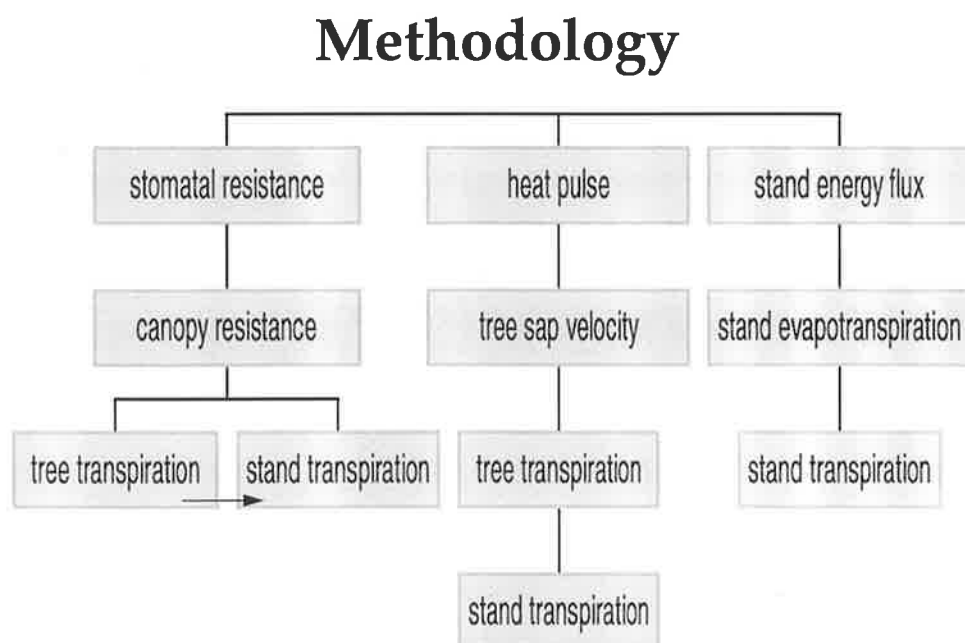 Methodology
stomatal resistance
heat pulse
stand energy flux
canopy resistance
tree sap velocity
stand evapotranspiration
tree transpiration
stand transpiration
tree transpiration
stand transpiration
stand transpiration